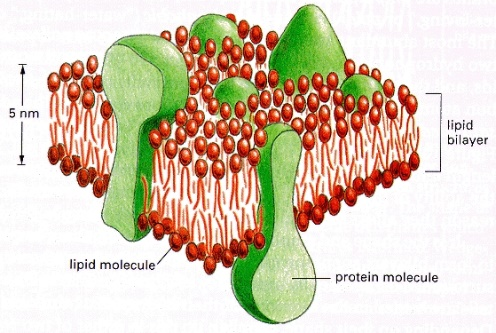 5 nm
lipid
bilayer
lipid molecule
protein molecule